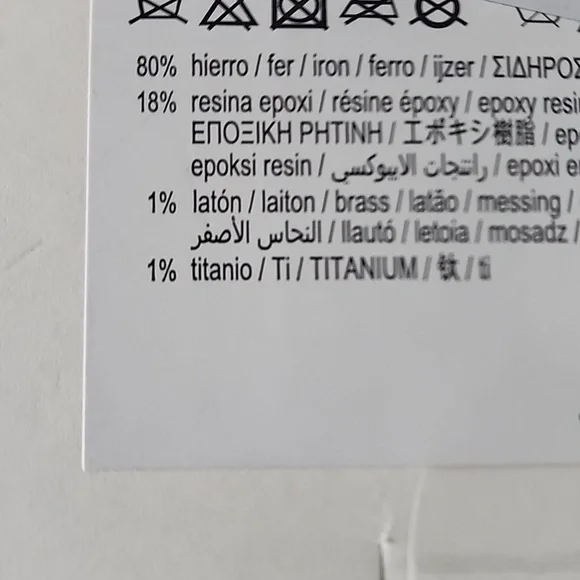 80% hierro / fer / iron / ferro / ijzer / ΣΙΔΗΡΟΣ
18% resina epoxi / résine époxy / epoxy resin
ΕΠΟΞΙΚΗ ΡΗΤΙΝΗ / エポキシ樹脂 /
epoksi resin / راتنجات الايبوكسي / epoxi
1% latón / laiton / brass / latão / messing /
النحاس الأصفر / llautó / letoia / mosadz /
1% titanio / Ti / TITANIUM / 钛 /